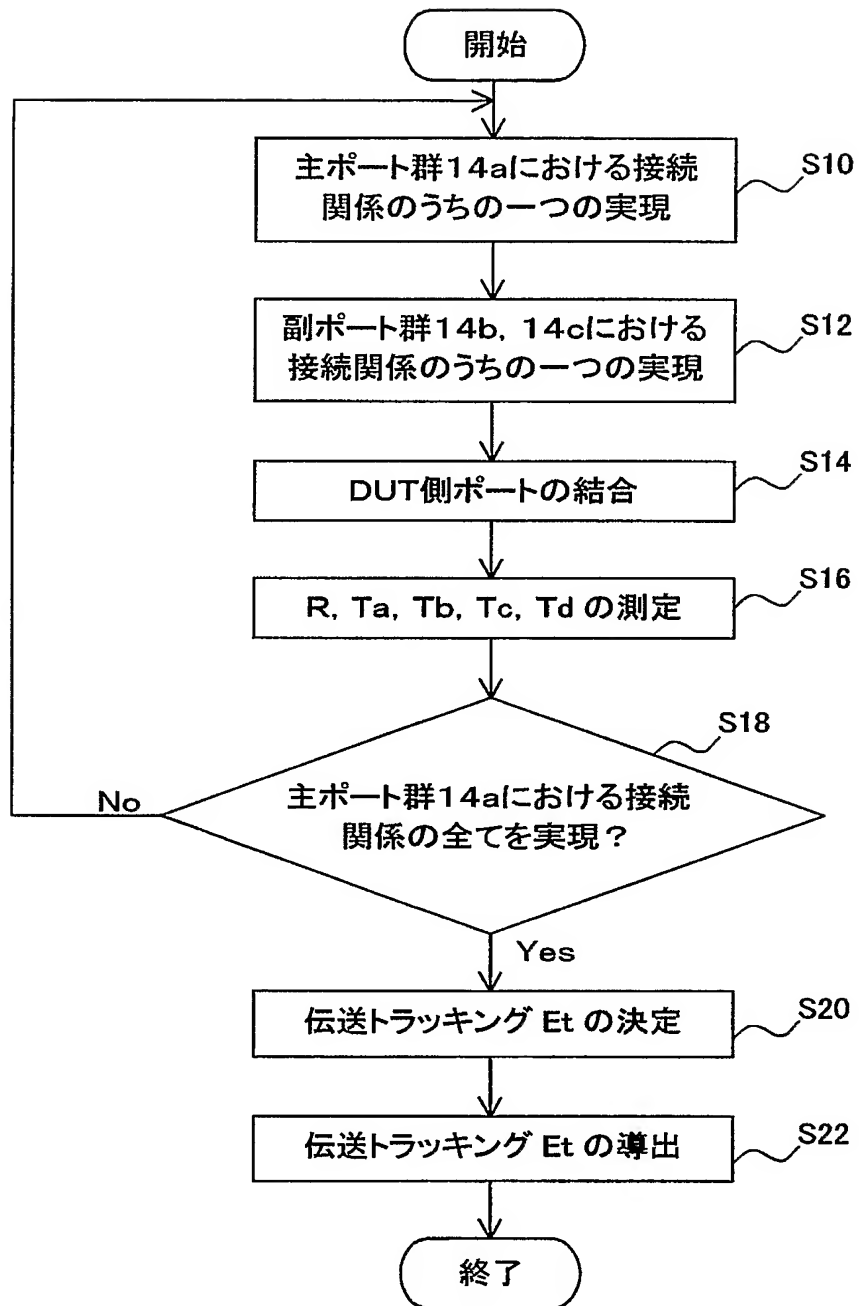 開始
主ポート群14aにおける接続
関係のうちの一つの実現
S10
副ポート群14b, 14cにおける
接続関係のうちの一つの実現
S12
DUT側ポートの結合
S14
R, Ta, Tb, Tc, Td の測定
S16
S18
主ポート群14aにおける接続
関係の全てを実現？
No
Yes
伝送トラッキング Et の決定
S20
伝送トラッキング Et の導出
S22
終了